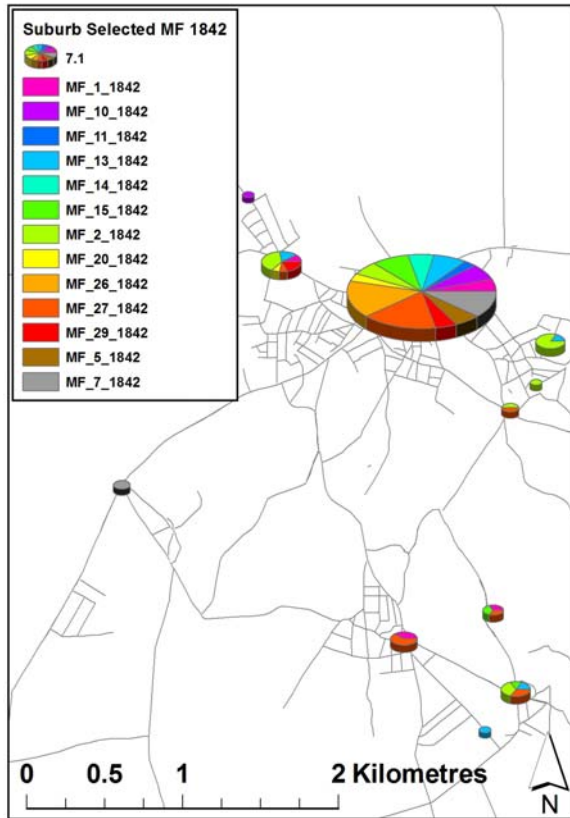 Suburb Selected MF 1842
7.1
MF_1_1842
MF_10_1842
MF_11_1842
MF_13_1842
MF_14_1842
MF_15_1842
MF_2_1842
MF_20_1842
MF_26_1842
MF_27_1842
MF_29_1842
MF_5_1842
MF_7_1842
0 0.5 1 2 Kilometres
N